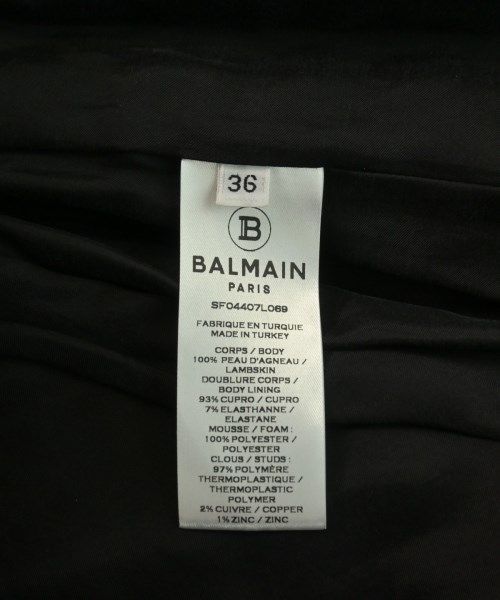 36
B
BALMAIN
PARIS
SF04407L069
FABRIQUE EN TURQUIE
MADE IN TURKEY
CORPS / BODY
100% PEAU D'AGNEAU /
LAMBSKIN
DOUBLURE CORPS /
BODY LINING
93% CUPRO / CUPRO
7% ELASTHANNE /
ELASTANE
MOUSSE / FOAM :
100% POLYESTER /
POLYESTER
CLOUS / STUDS :
97% POLYMÈRE
THERMOPLASTIQUE /
THERMOPLASTIC
POLYMER
2% CUIVRE / COPPER
1% ZINC / ZINC